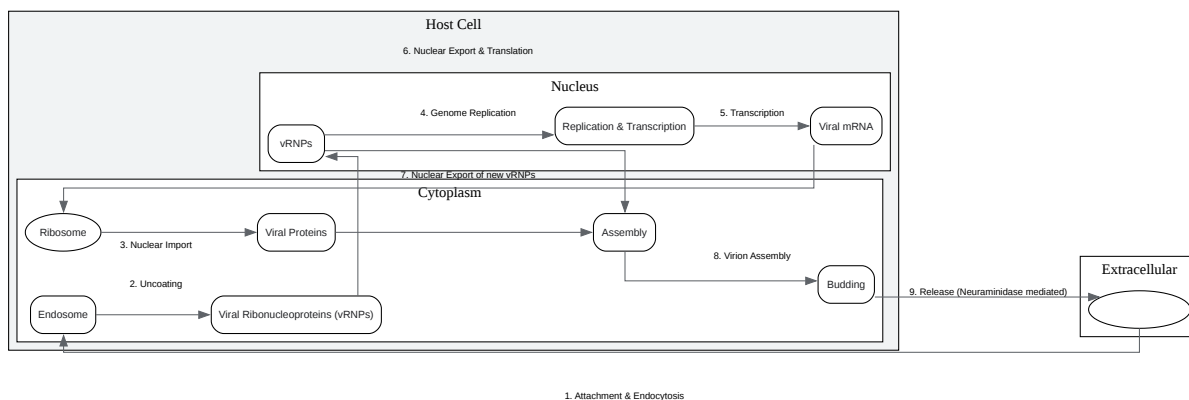 Host Cell
6. Nuclear Export & Translation
Nucleus
4. Genome Replication
5. Transcription
Replication & Transcription
Viral mRNA
vRNPs
7. Nuclear Export of new vRNPs
Cytoplasm
Ribosome
Viral Proteins
Assembly
3. Nuclear Import
8. Virion Assembly
Extracellular
2. Uncoating
Budding
9. Release (Neuraminidase mediated)
Endosome
Viral Ribonucleoproteins (vRNPs)
1. Attachment & Endocytosis